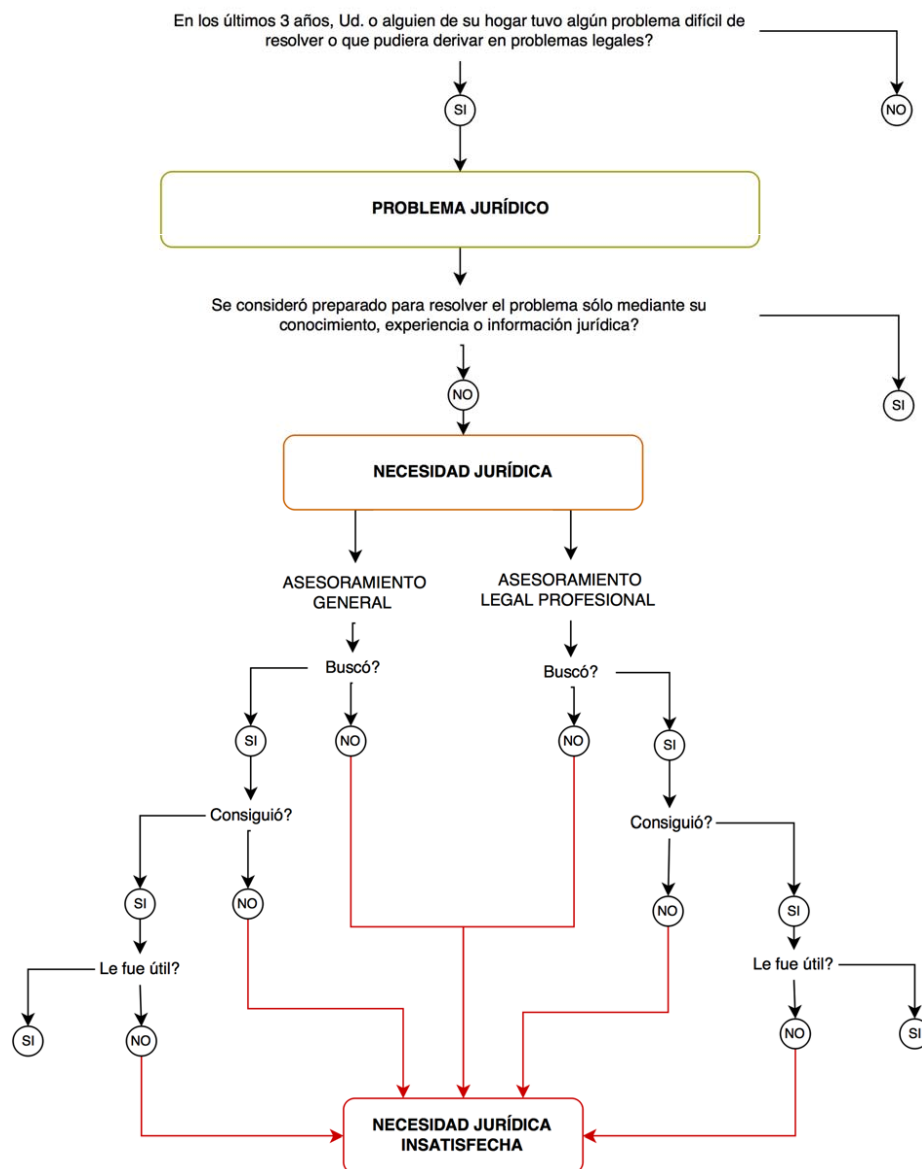 En los últimos 3 años, Ud. o alguien de su hogar tuvo algún problema difícil de
resolver o que pudiera derivar en problemas legales?
SI
NO
PROBLEMA JURÍDICO
Se consideró preparado para resolver el problema sólo mediante su
conocimiento, experiencia o información jurídica?
NO
SI
NECESIDAD JURÍDICA
ASESORAMIENTO
GENERAL
ASESORAMIENTO
LEGAL PROFESIONAL
Buscó?
Buscó?
SI
NO
NO
SI
Consiguió?
Consiguió?
SI
NO
NO
SI
Le fue útil?
Le fue útil?
SI
NO
NO
SI
NECESIDAD JURÍDICA
INSATISFECHA